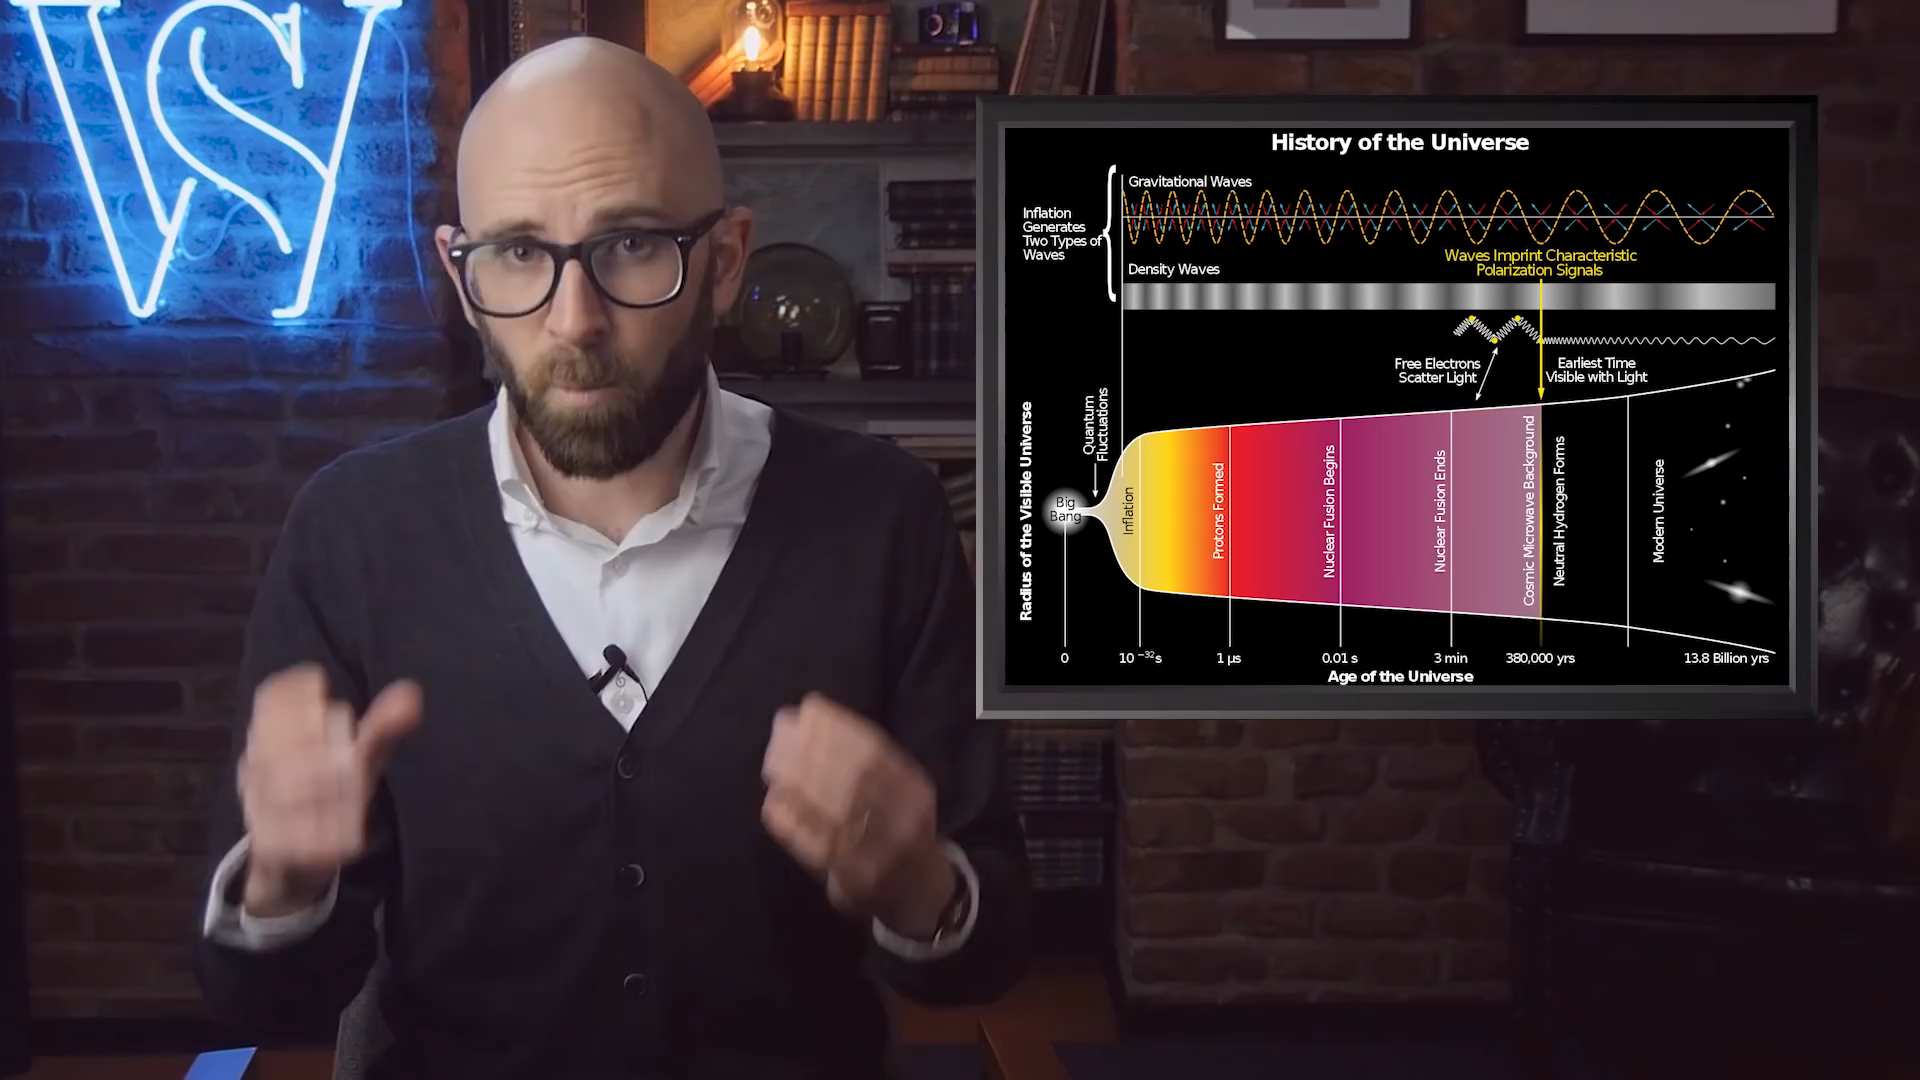 VS
History of the Universe
Gravitational Waves
Inflation
Generates
Two Types of
Waves
Waves Imprint Characteristic
Polarization Signals
Density Waves
Free Electrons
Scatter Light
Earliest Time
Visible with Light
Radius of the Visible Universe
Quantum
Fluctuations
Big
Bang
Inflation
Protons Formed
Nuclear Fusion Begins
Nuclear Fusion Ends
Cosmic Microwave Background
Neutral Hydrogen Forms
Modern Universe
0
10⁻³²s
1 µs
0.01 s
3 min
380,000 yrs
13.8 Billion yrs
Age of the Universe